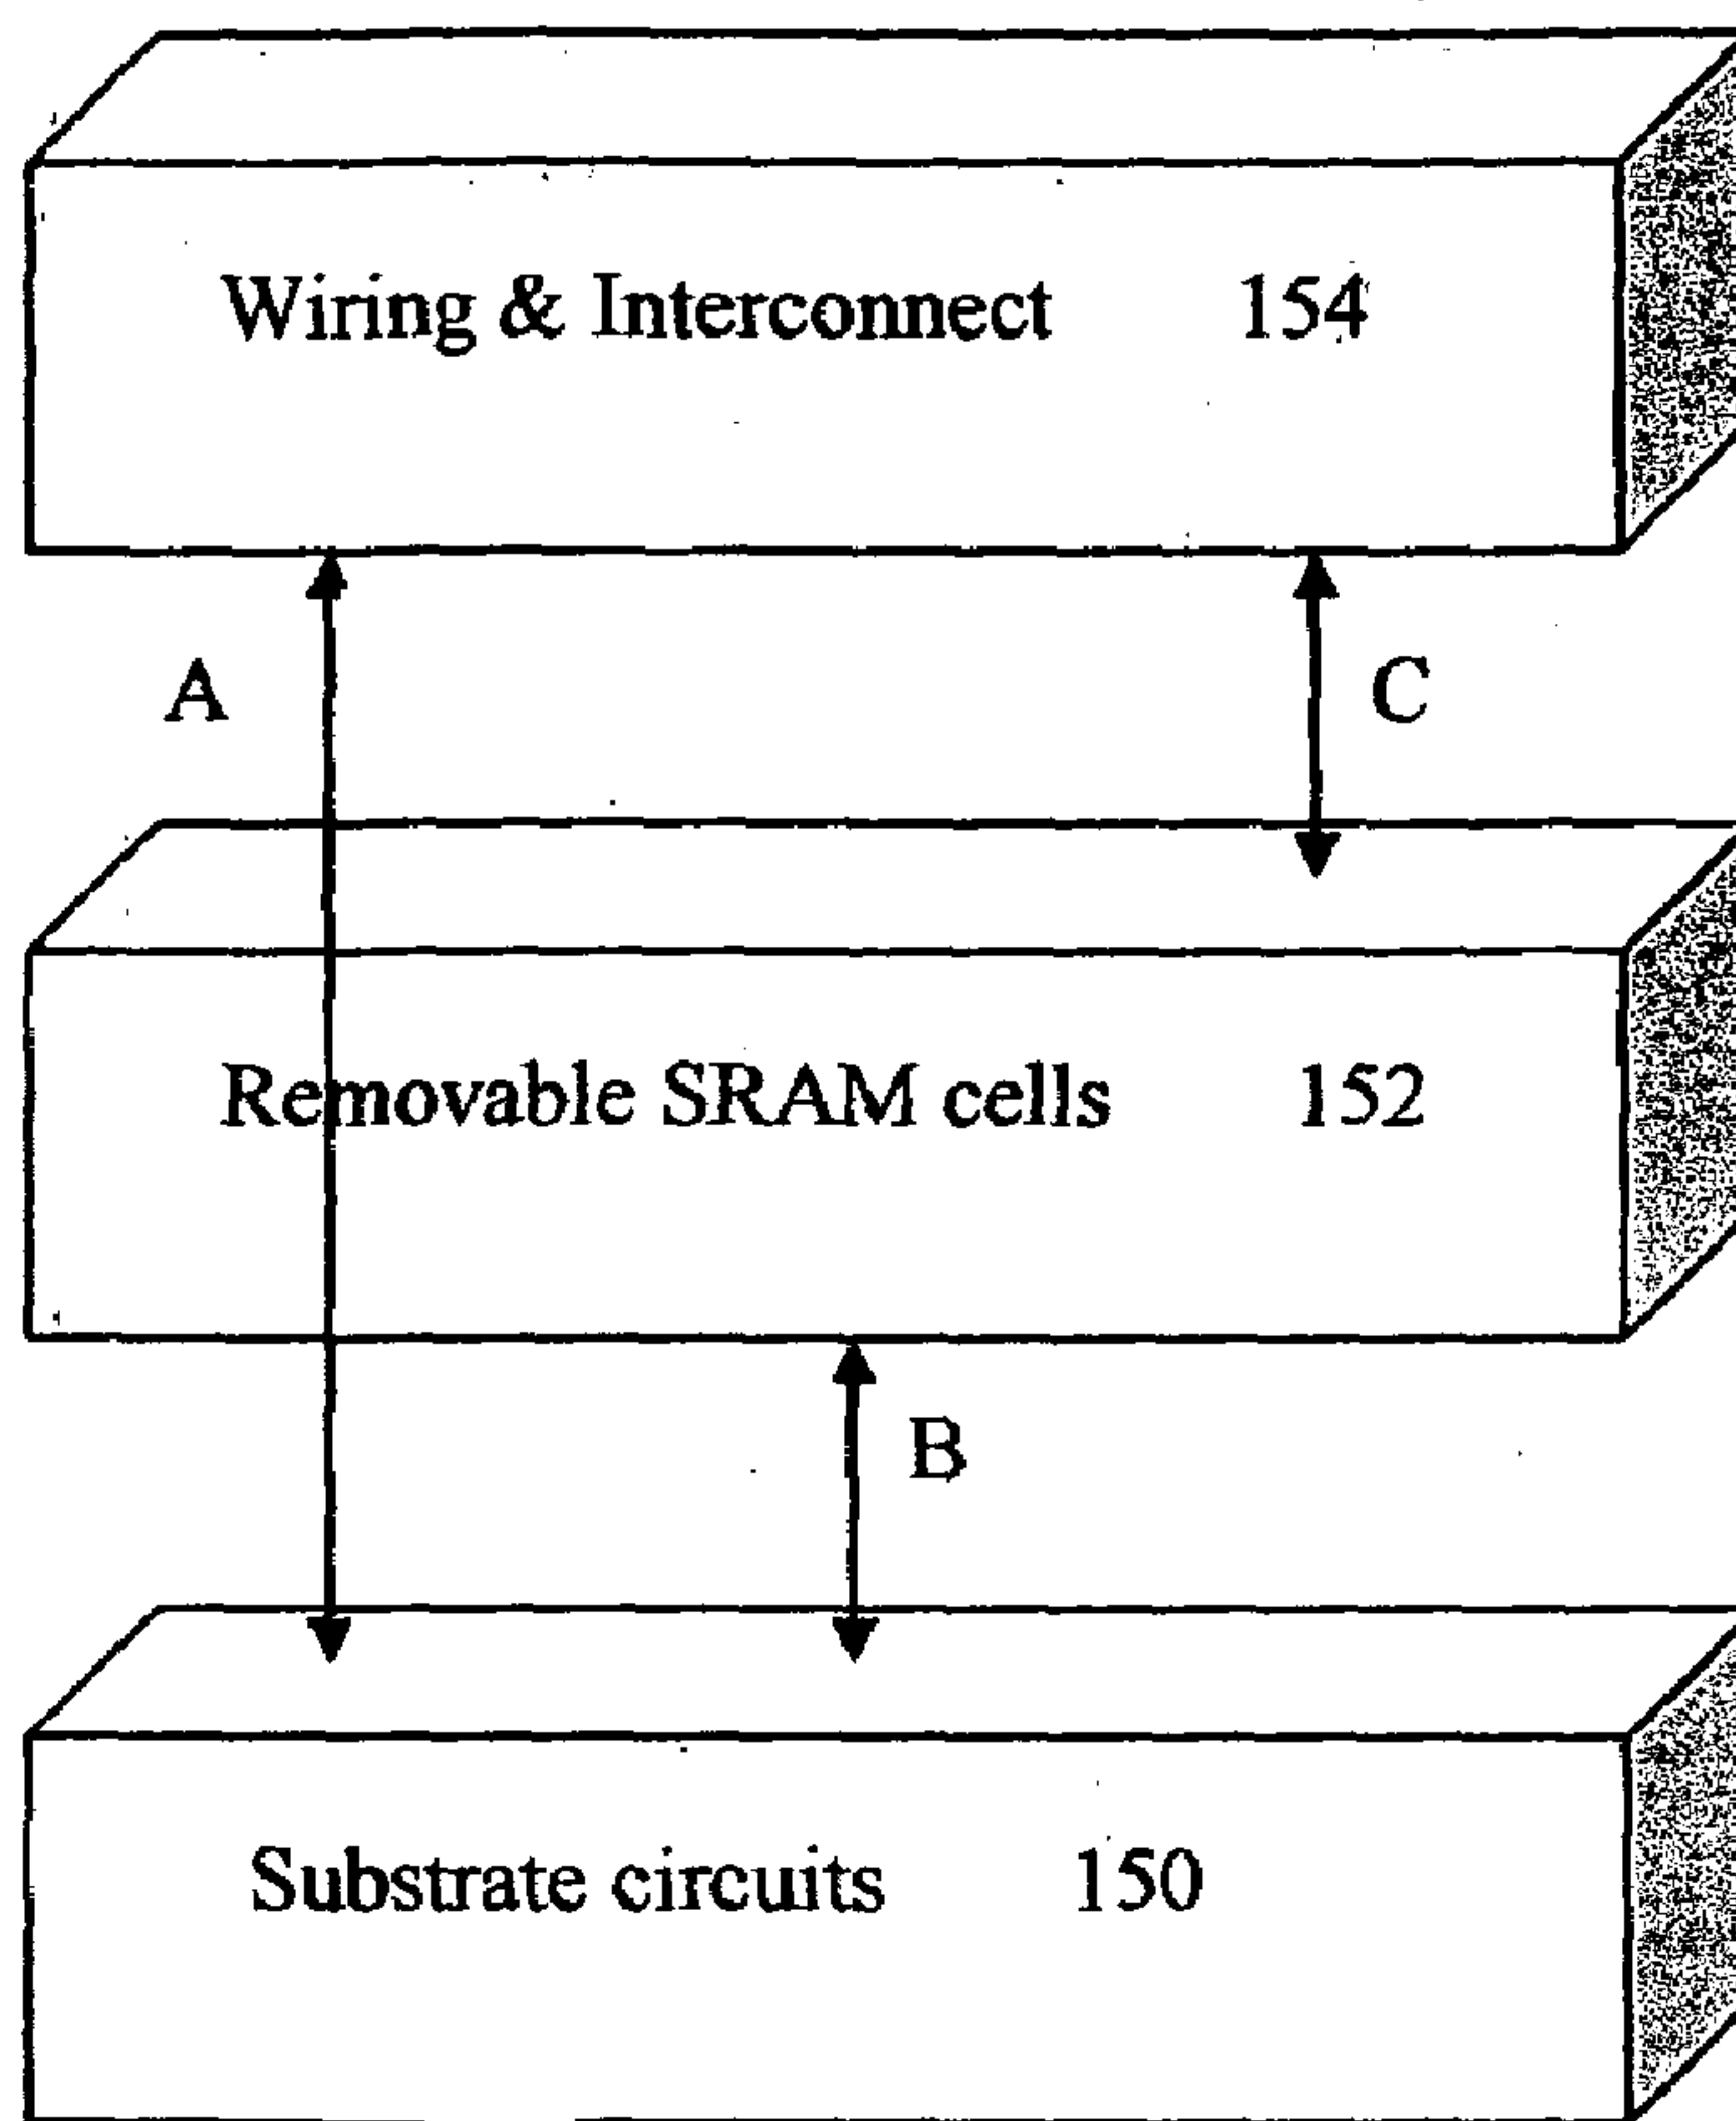 Wiring & Interconnect 154
A
C
Removable SRAM cells 152
B
Substrate circuits 150